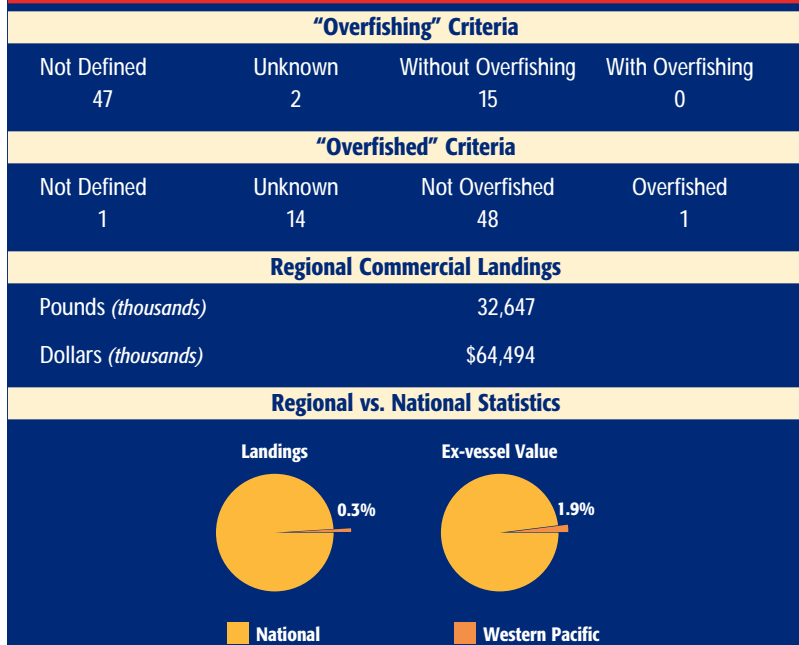 “Overfishing” Criteria
Not Defined Unknown Without Overfishing With Overfishing
47 2 15 0
“Overfished” Criteria
Not Defined Unknown Not Overfished Overfished
1 14 48 1
Regional Commercial Landings
Pounds (thousands) 32,647
Dollars (thousands) $64,494
Regional vs. National Statistics
Landings Ex-vessel Value
0.3% 1.9%
National Western Pacific